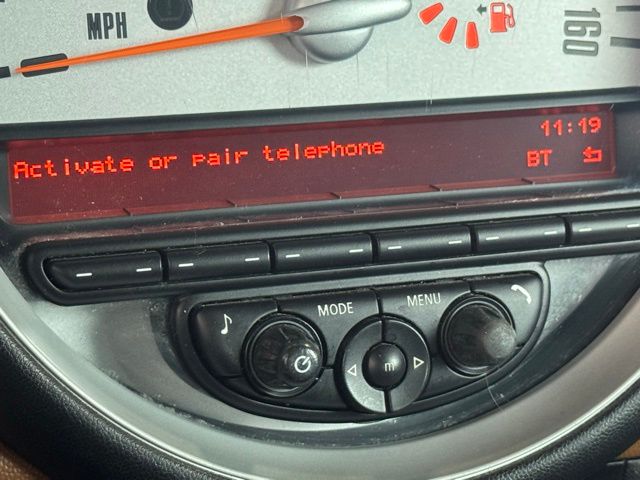 MPH
160
Activate or pair telephone
11:19
BT
MODE
MENU
m